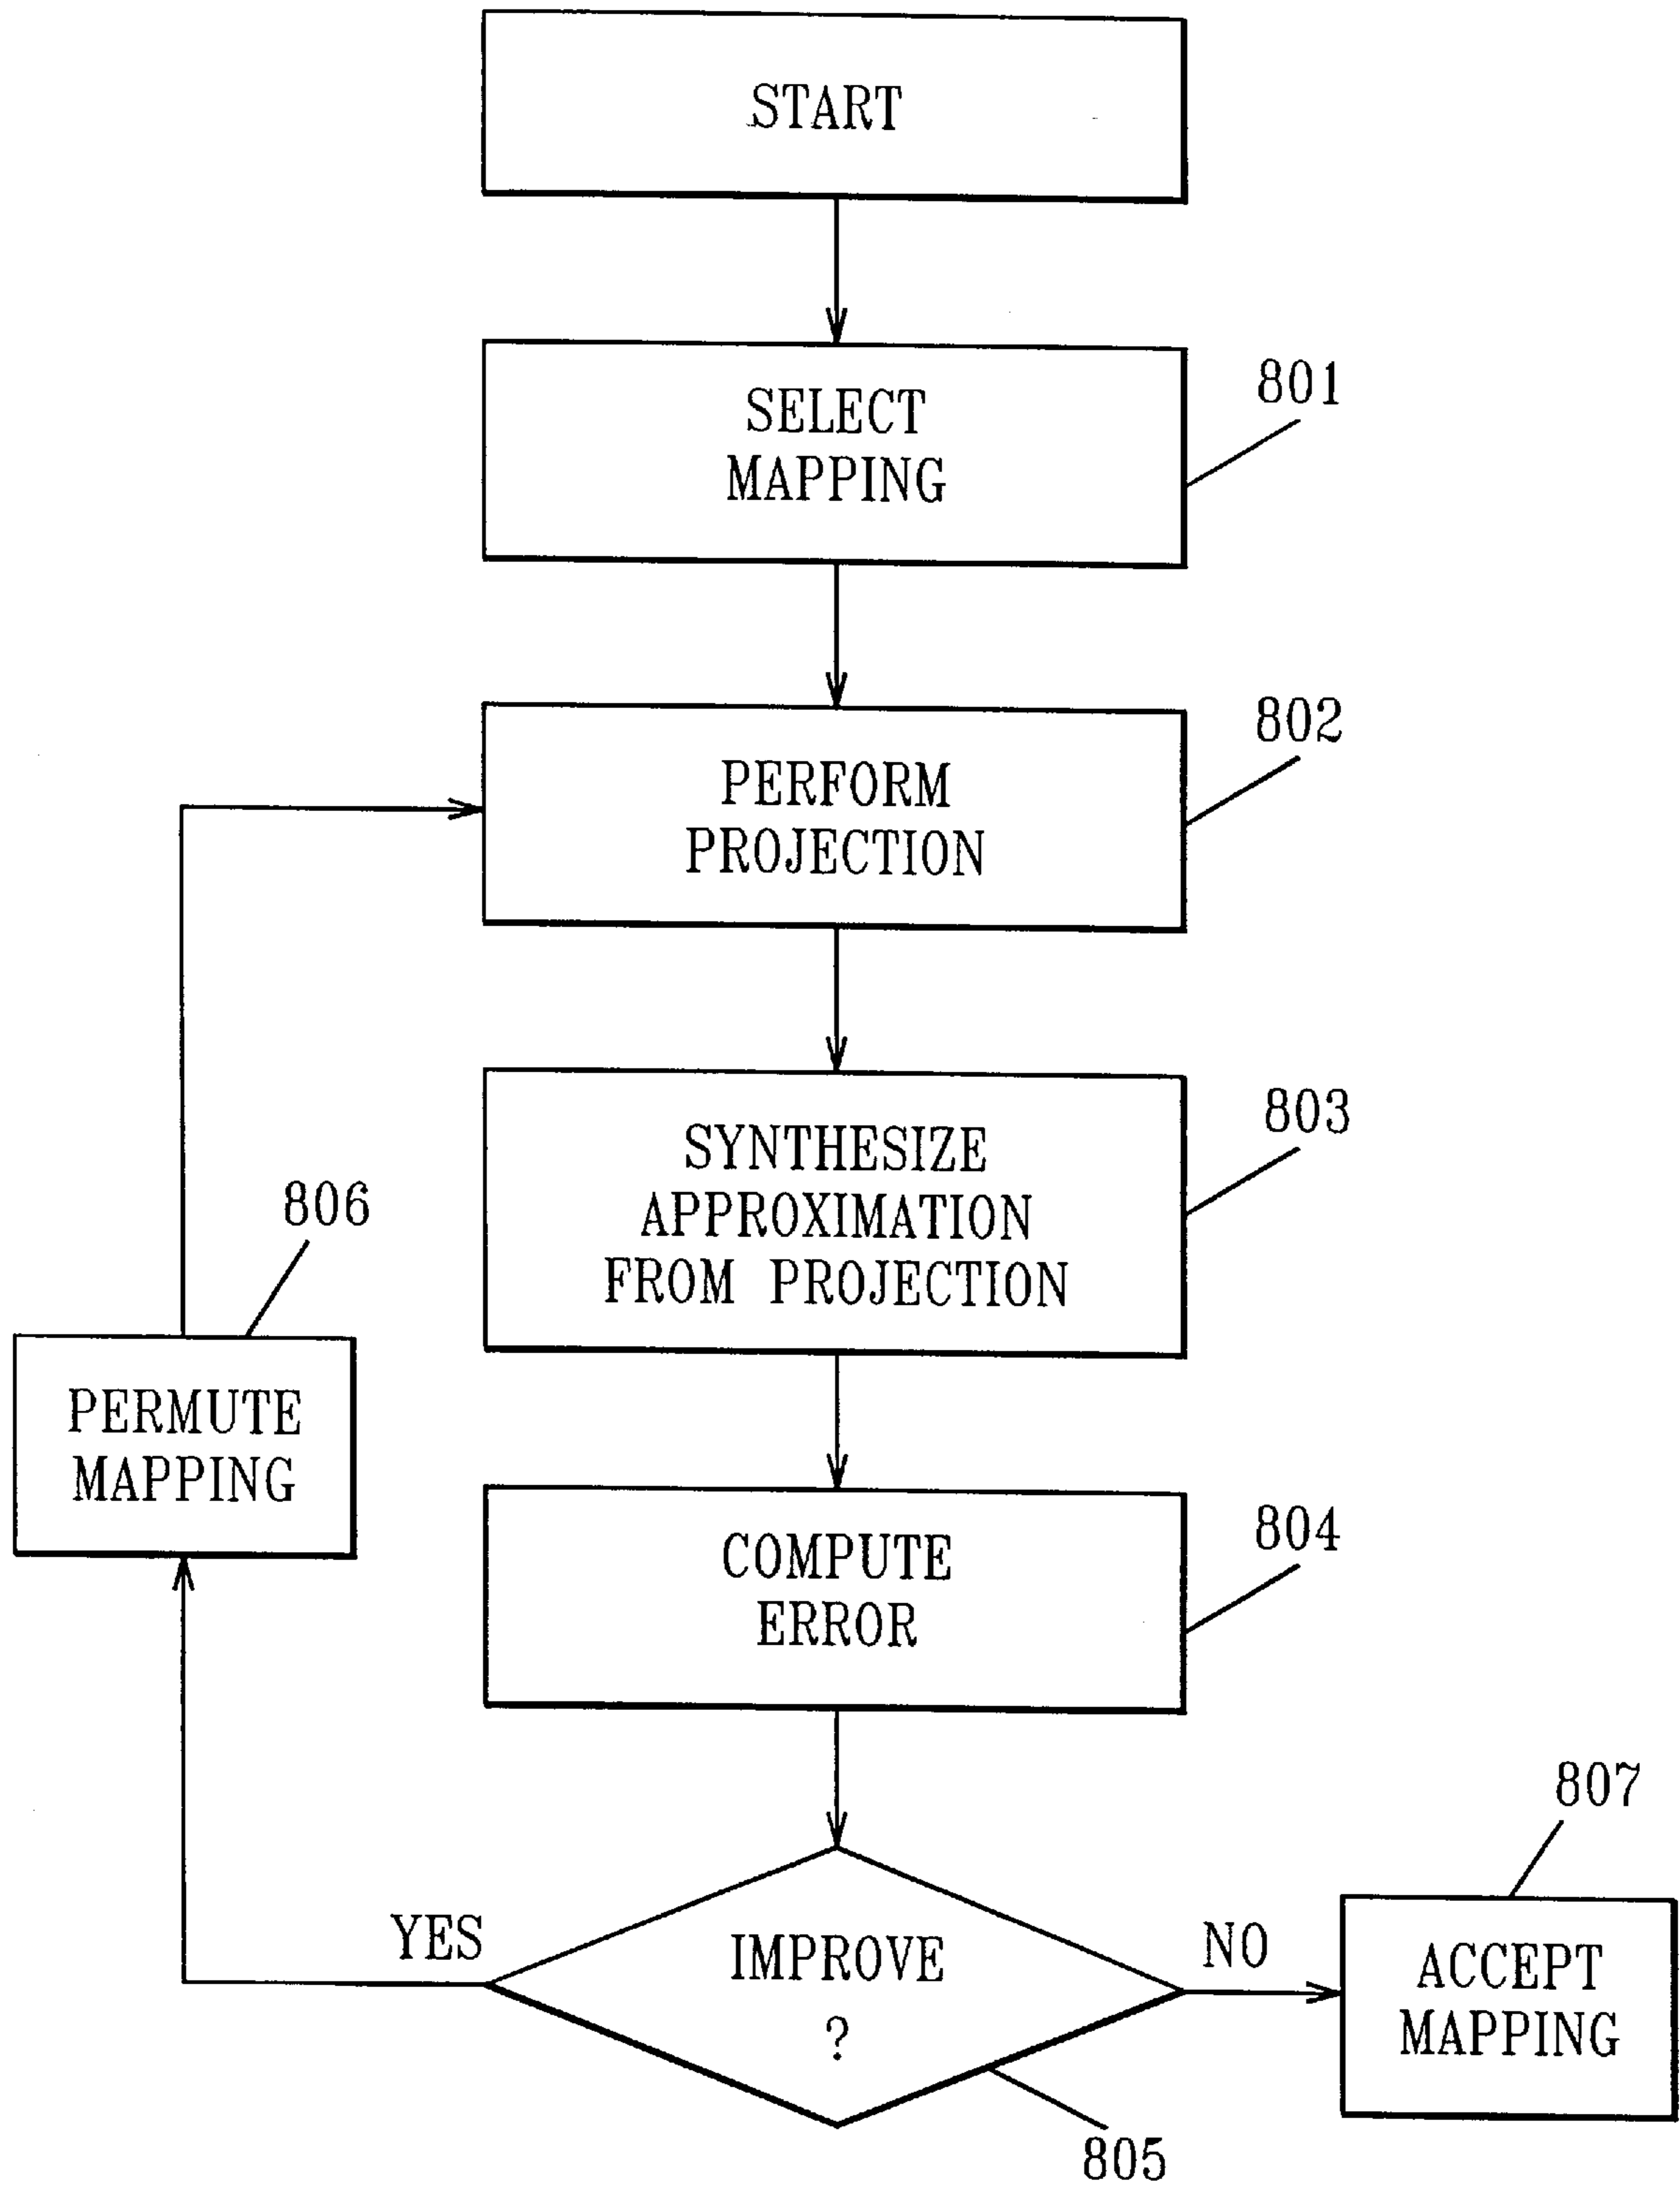 START
SELECT
MAPPING
801
PERFORM
PROJECTION
802
SYNTHESIZE
APPROXIMATION
FROM PROJECTION
803
806
PERMUTE
MAPPING
COMPUTE
ERROR
804
YES
IMPROVE
?
805
NO
807
ACCEPT
MAPPING